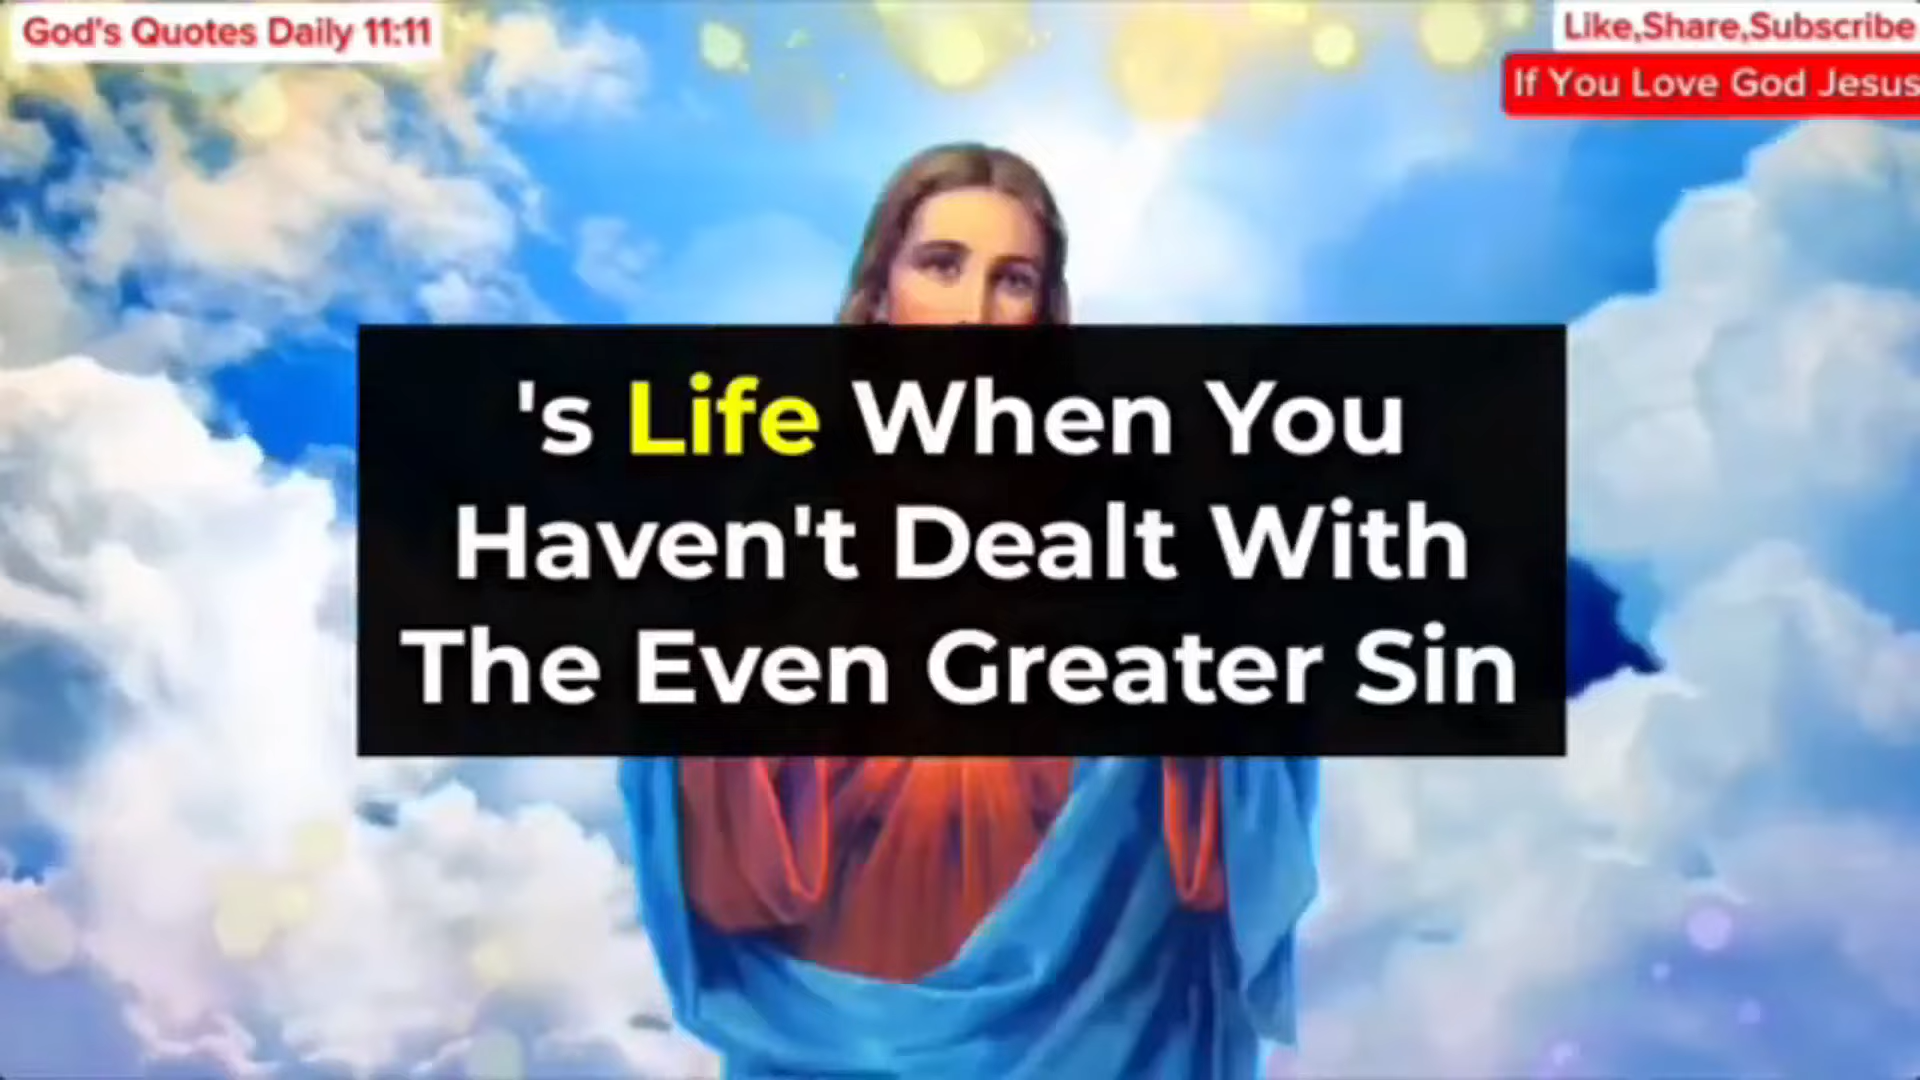 God's Quotes Daily 11:11
Like,Share,Subscribe
If You Love God Jesus
's Life When You
Haven't Dealt With
The Even Greater Sin